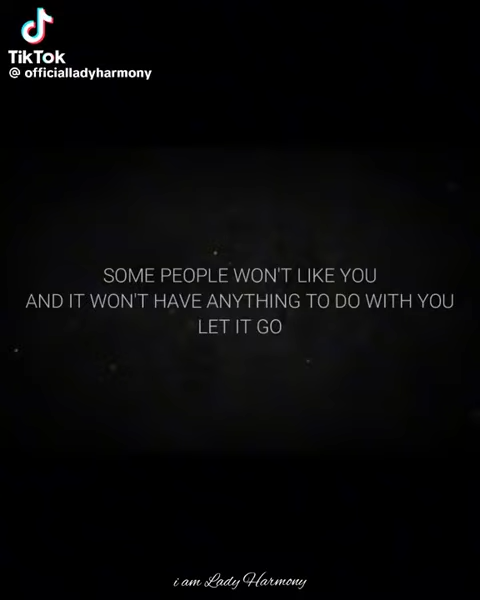 TikTok
@ officialladyharmony
SOME PEOPLE WON'T LIKE YOU
AND IT WON'T HAVE ANYTHING TO DO WITH YOU
LET IT GO
i am Lady Harmony